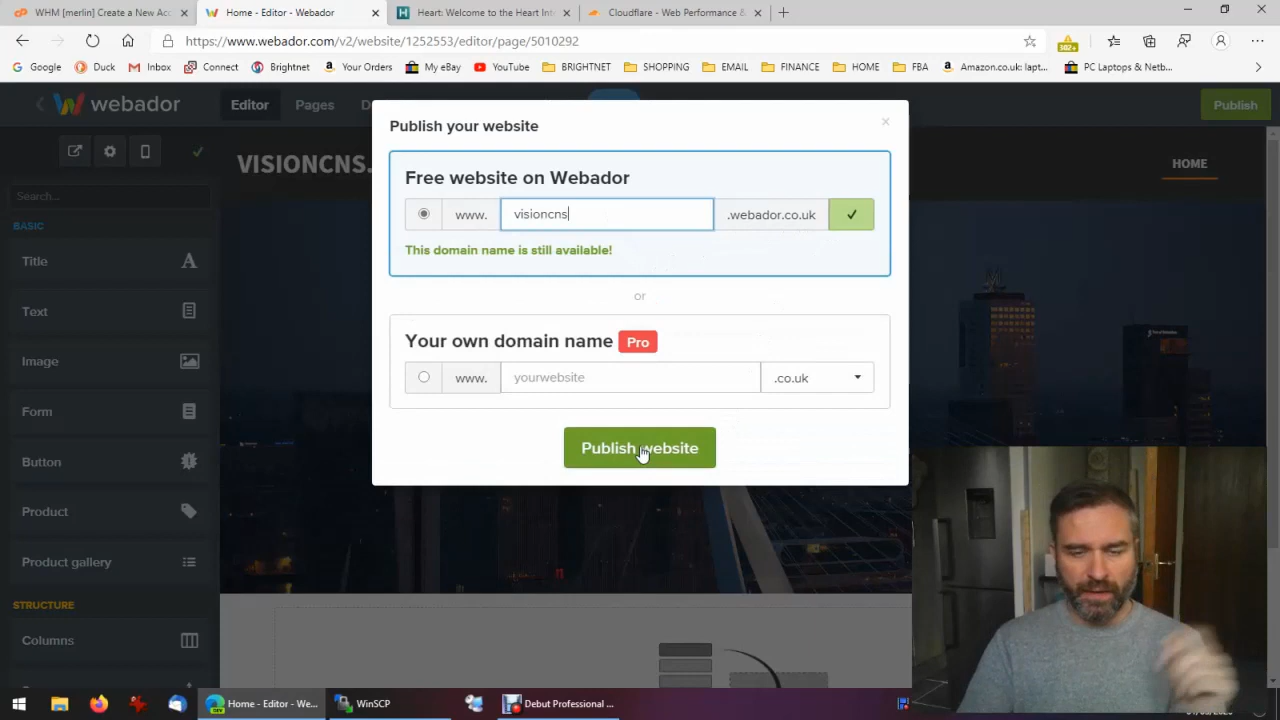 WHM [merlin] Create a New Acc
Home - Editor - Webador
Heart: Welcome to the Heart Int
Cloudflare - Web Performance &
https://www.webador.com/v2/website/1252553/editor/page/5010292
302+
Google
Duck
Inbox
Connect
Brightnet
Your Orders
My eBay
YouTube
BRIGHTNET
SHOPPING
EMAIL
FINANCE
HOME
FBA
Amazon.co.uk: lapt...
PC Laptops & Netb...
webador
Editor
Pages
D
Publish
Publish your website
VISIONCNS.
HOME
Free website on Webador
Search...
www.
visioncns
.webador.co.uk
BASIC
This domain name is still available!
Title
or
Text
Your own domain name
Pro
Image
www.
yourwebsite
.co.uk
Form
Publish website
Button
Product
Product gallery
STRUCTURE
Columns
Home - Editor - We...
WinSCP
Debut Professional ...
DEV